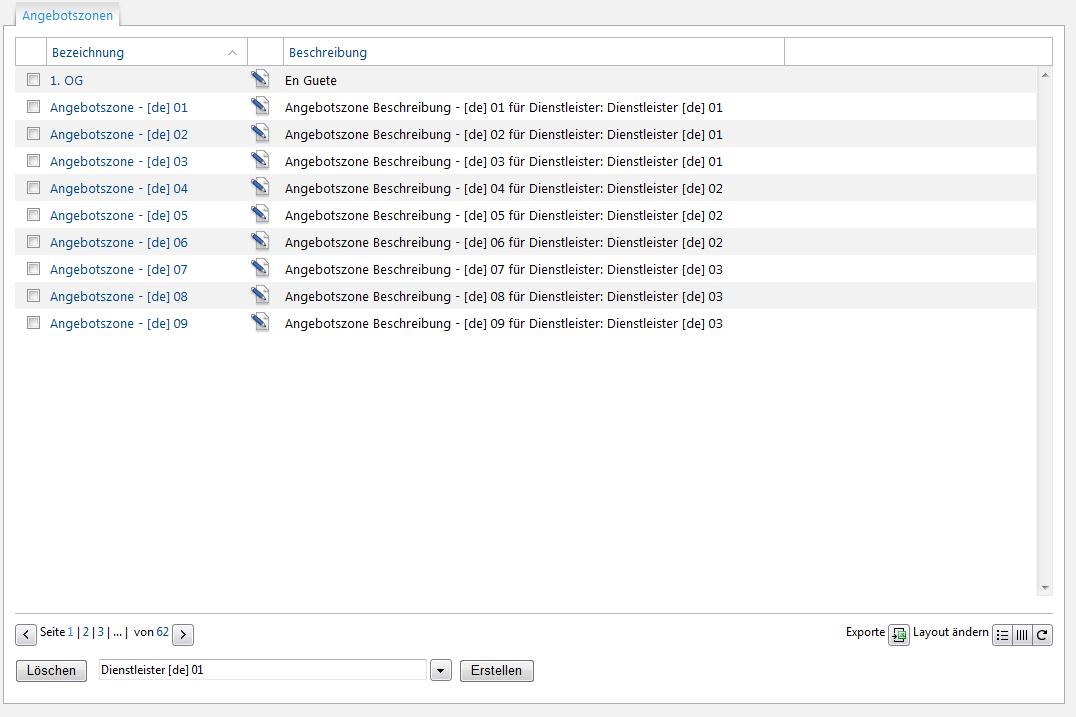 Angebotszonen
Bezeichnung Beschreibung
1. OG En Guete
Angebotszone - [de] 01 Angebotszone Beschreibung - [de] 01 für Dienstleister: Dienstleister [de] 01
Angebotszone - [de] 02 Angebotszone Beschreibung - [de] 02 für Dienstleister: Dienstleister [de] 01
Angebotszone - [de] 03 Angebotszone Beschreibung - [de] 03 für Dienstleister: Dienstleister [de] 01
Angebotszone - [de] 04 Angebotszone Beschreibung - [de] 04 für Dienstleister: Dienstleister [de] 02
Angebotszone - [de] 05 Angebotszone Beschreibung - [de] 05 für Dienstleister: Dienstleister [de] 02
Angebotszone - [de] 06 Angebotszone Beschreibung - [de] 06 für Dienstleister: Dienstleister [de] 02
Angebotszone - [de] 07 Angebotszone Beschreibung - [de] 07 für Dienstleister: Dienstleister [de] 03
Angebotszone - [de] 08 Angebotszone Beschreibung - [de] 08 für Dienstleister: Dienstleister [de] 03
Angebotszone - [de] 09 Angebotszone Beschreibung - [de] 09 für Dienstleister: Dienstleister [de] 03
Seite 1 | 2 | 3 | ... | von 62 Exporte Layout ändern
Löschen Dienstleister [de] 01 Erstellen